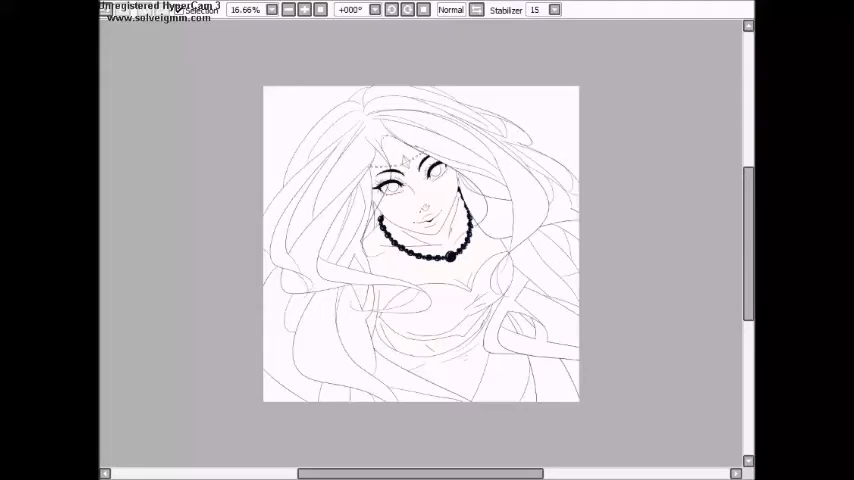 Unregistered HyperCam 3
www.solveigmm.com
Selection 16.66% +000° Normal Stabilizer 15